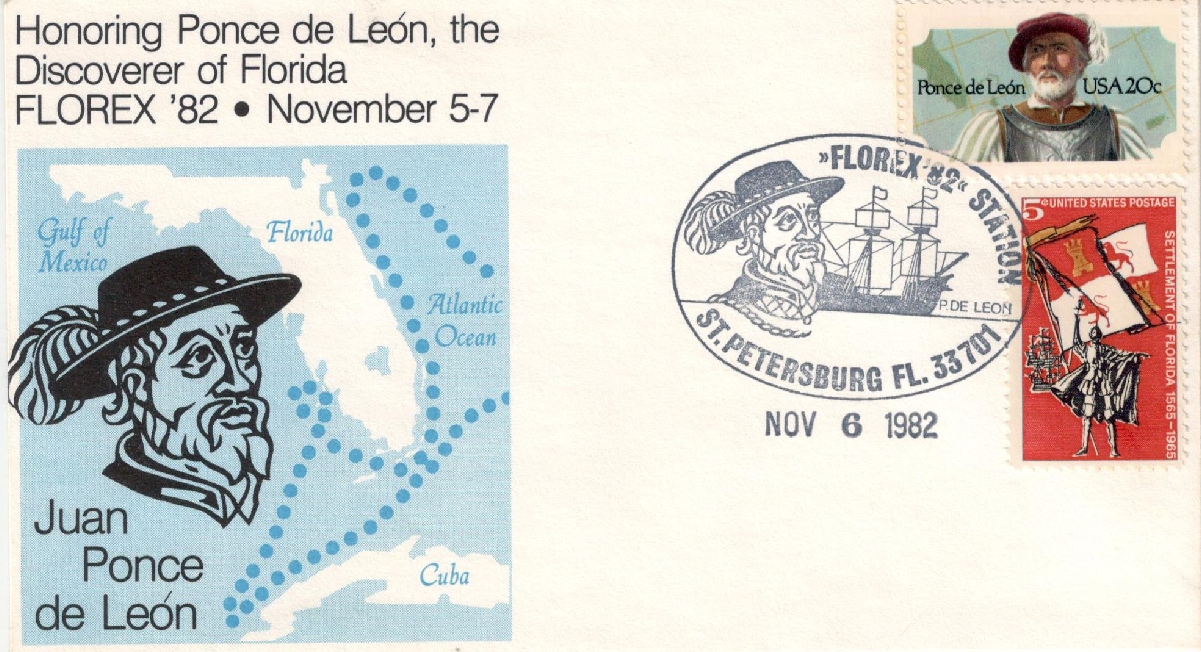 Honoring Ponce de León, the
Discoverer of Florida
FLOREX '82 • November 5-7
Gulf of
Mexico
Florida
Atlantic
Ocean
Cuba
Juan
Ponce
de León
Ponce de León
USA 20c
»FLOREX '82« STATION
P. DE LEON
ST. PETERSBURG FL. 33701
NOV 6 1982
5c UNITED STATES POSTAGE
SETTLEMENT OF FLORIDA 1565–1965